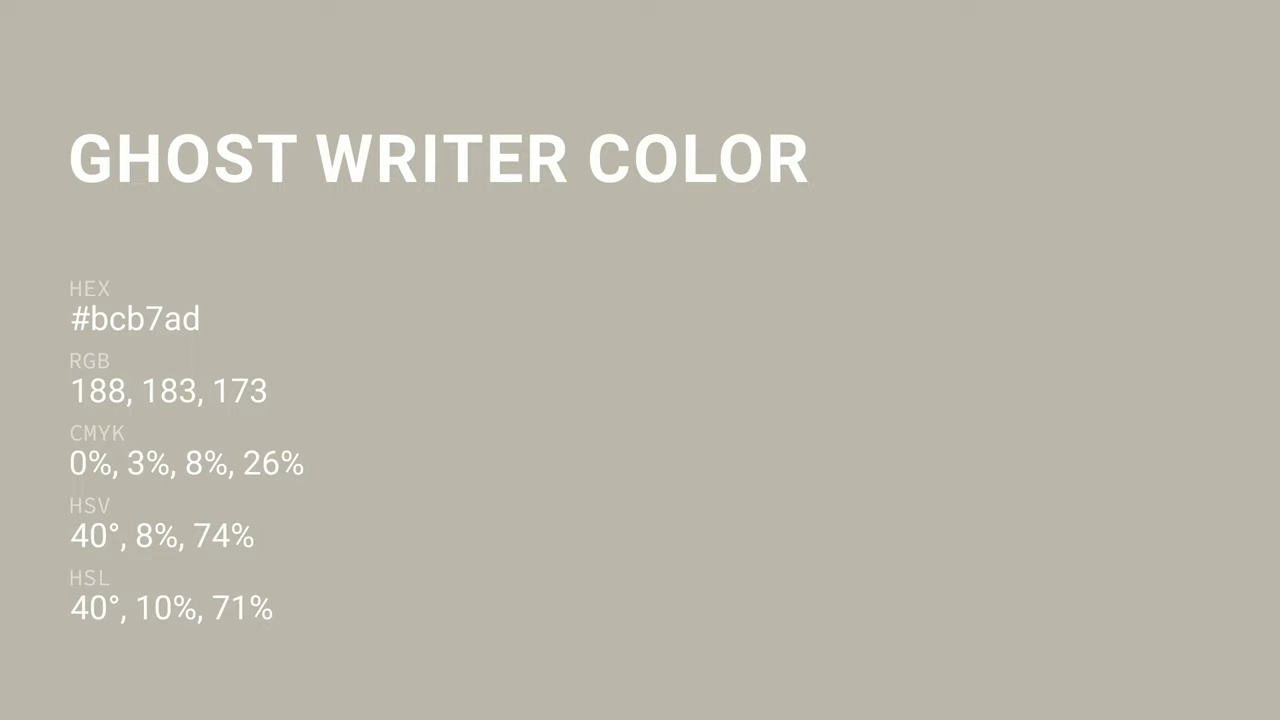 GHOST WRITER COLOR
HEX
#bcb7ad
RGB
188, 183, 173
CMYK
0%, 3%, 8%, 26%
HSV
40°, 8%, 74%
HSL
40°, 10%, 71%